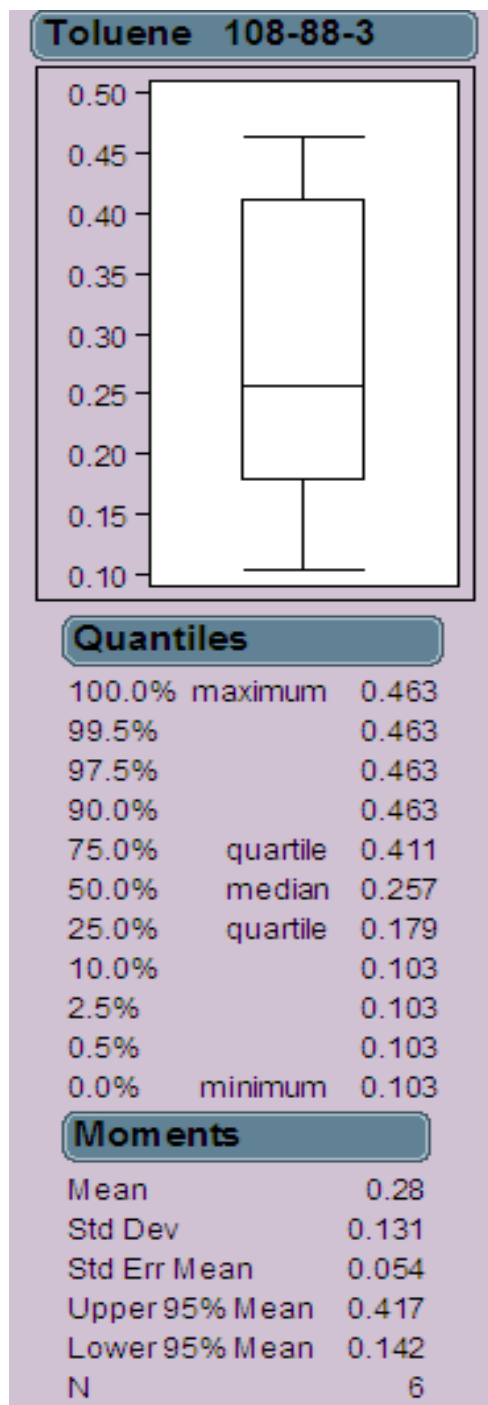 Toluene 108-88-3
0.50
0.45
0.40
0.35
0.30
0.25
0.20
0.15
0.10
Quantiles
100.0% maximum 0.463
99.5% 0.463
97.5% 0.463
90.0% 0.463
75.0% quartile 0.411
50.0% median 0.257
25.0% quartile 0.179
10.0% 0.103
2.5% 0.103
0.5% 0.103
0.0% minimum 0.103
Moments
Mean 0.28
Std Dev 0.131
Std Err Mean 0.054
Upper 95% Mean 0.417
Lower 95% Mean 0.142
N 6